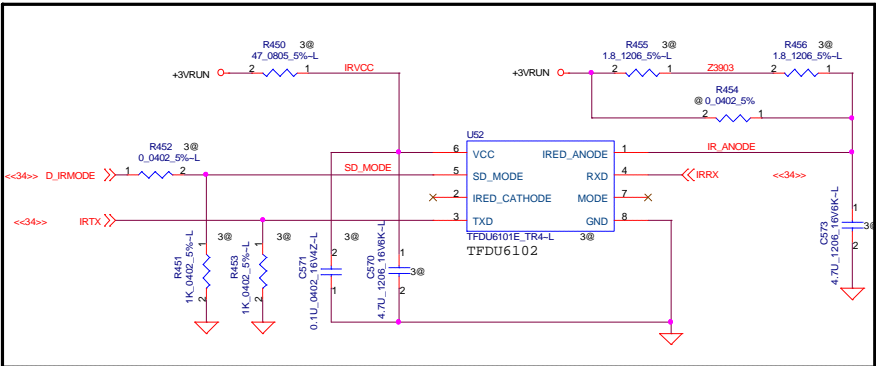 R450 3@
47_0805_5%~L
+3VRUN 2 1 IRVCC
R455 3@
1.8_1206_5%~L
R456 3@
1.8_1206_5%~L
+3VRUN 2 1 Z3903 2 1
R454
@ 0_0402_5%
2 1
U52
R452 3@
0_0402_5%~L
<<34>> D_IRMODE 1 2 SD_MODE
6 VCC IRED_ANODE 1 IR_ANODE
5 SD_MODE RXD 4 IRRX <<34>>
2 IRED_CATHODE MODE 7
<<34>> IRTX 3 TXD GND 8
TFDU6101E_TR4~L 3@
TFDU6102
R451
1K_0402_5%~L
3@
1
2
R453
1K_0402_5%~L
3@
1
2
C571
0.1U_0402_16V4Z~L
3@
2
1
C570
4.7U_1206_16V6K~L
3@
1
2
C573
4.7U_1206_16V6K~L
3@
1
2